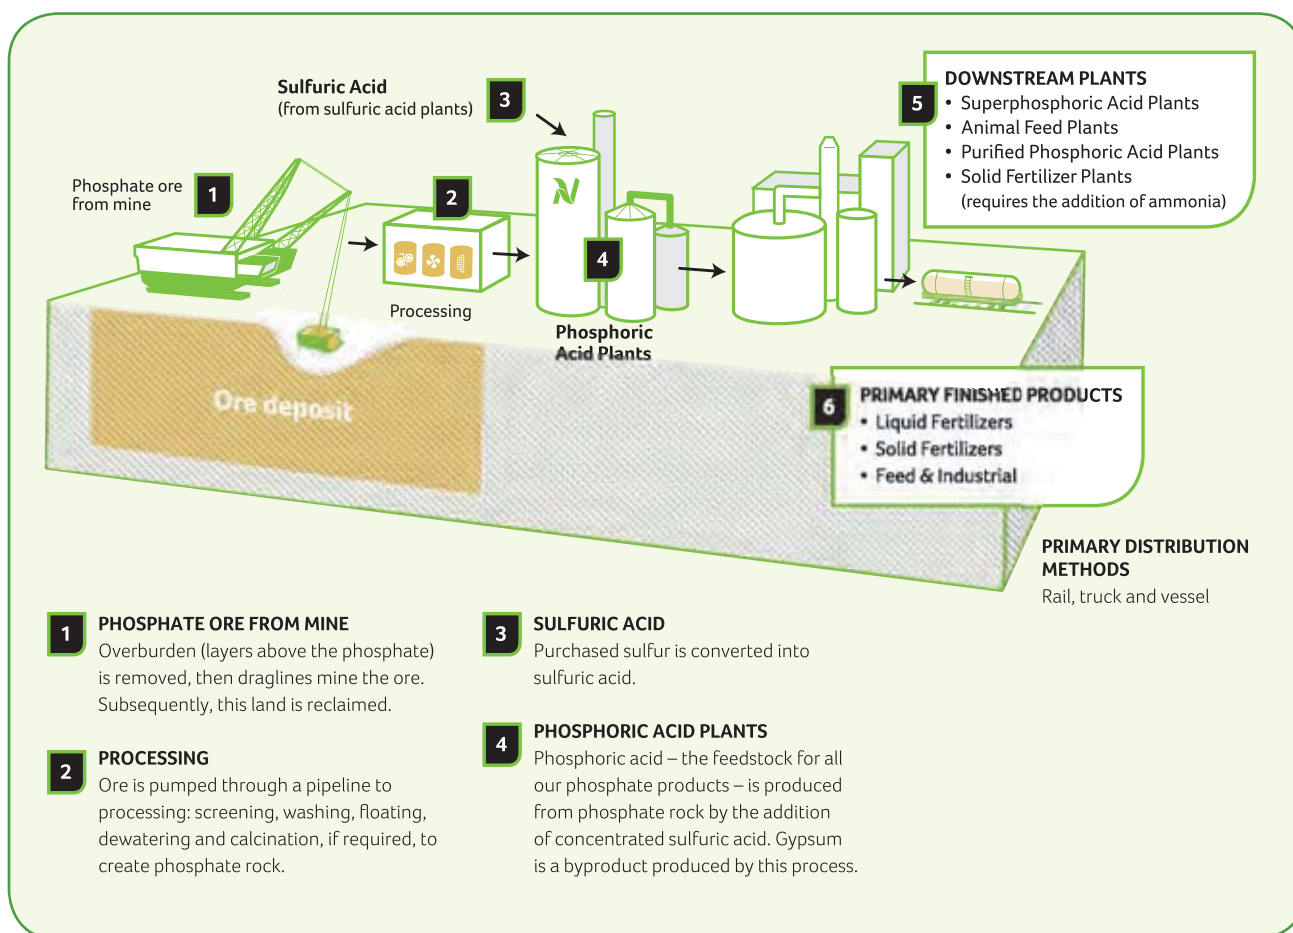 Sulfuric Acid
(from sulfuric acid plants)
3
5
DOWNSTREAM PLANTS
• Superphosphoric Acid Plants
• Animal Feed Plants
• Purified Phosphoric Acid Plants
• Solid Fertilizer Plants
(requires the addition of ammonia)
Phosphate ore
from mine
1
2
4
Processing
Phosphoric
Acid Plants
Ore deposit
6
PRIMARY FINISHED PRODUCTS
• Liquid Fertilizers
• Solid Fertilizers
• Feed & Industrial
PRIMARY DISTRIBUTION
METHODS
Rail, truck and vessel
1
PHOSPHATE ORE FROM MINE
Overburden (layers above the phosphate)
is removed, then draglines mine the ore.
Subsequently, this land is reclaimed.
2
PROCESSING
Ore is pumped through a pipeline to
processing: screening, washing, floating,
dewatering and calcination, if required, to
create phosphate rock.
3
SULFURIC ACID
Purchased sulfur is converted into
sulfuric acid.
4
PHOSPHORIC ACID PLANTS
Phosphoric acid – the feedstock for all
our phosphate products – is produced
from phosphate rock by the addition
of concentrated sulfuric acid. Gypsum
is a byproduct produced by this process.